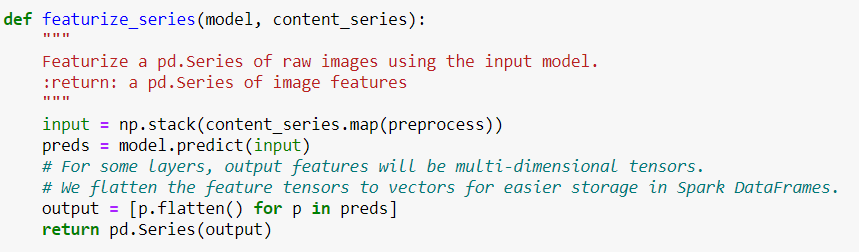 def featurize_series(model, content_series):
    """
    Featurize a pd.Series of raw images using the input model.
    :return: a pd.Series of image features
    """
    input = np.stack(content_series.map(preprocess))
    preds = model.predict(input)
    # For some layers, output features will be multi-dimensional tensors.
    # We flatten the feature tensors to vectors for easier storage in Spark DataFrames.
    output = [p.flatten() for p in preds]
    return pd.Series(output)